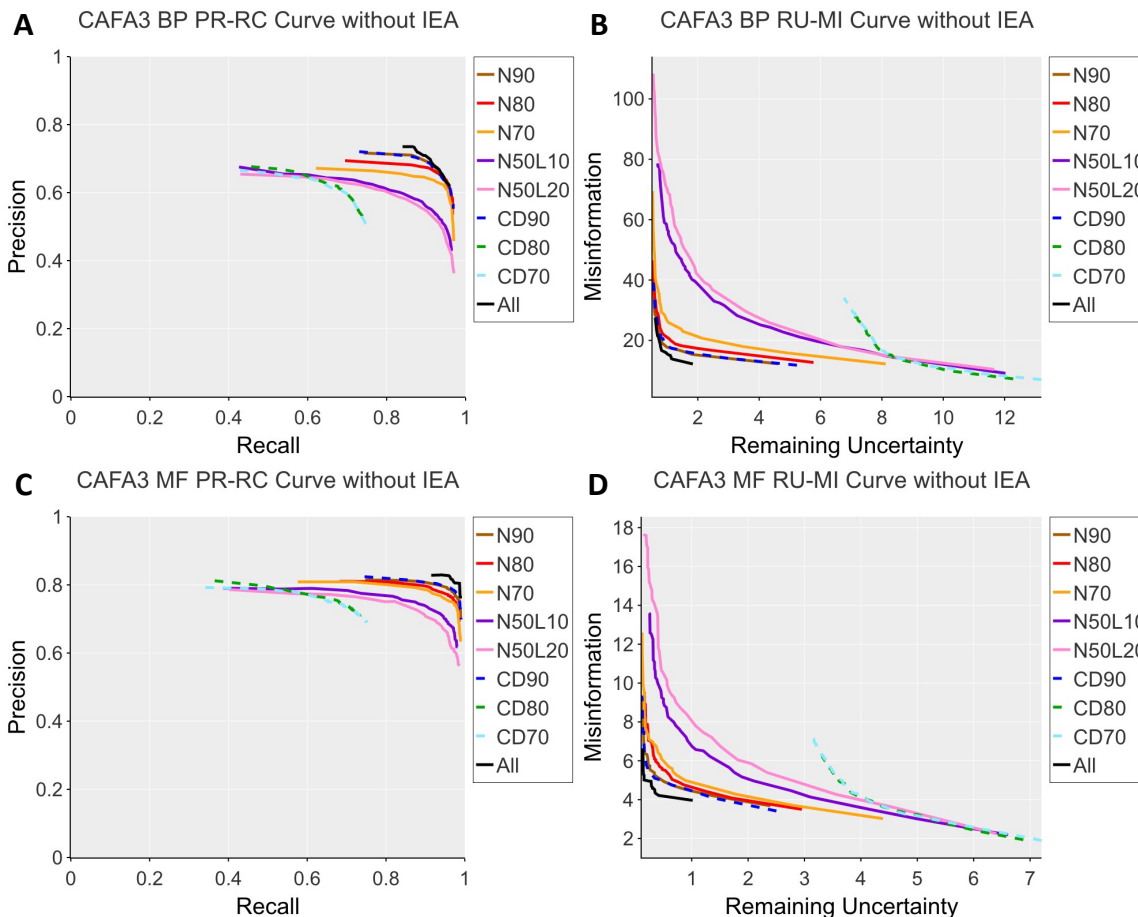 A
CAFA3 BP PR-RC Curve without IEA
Precision
1
0.8
0.6
0.4
0.2
0
0
0.2
0.4
0.6
0.8
1
Recall
N90
N80
N70
N50L10
N50L20
CD90
CD80
CD70
All
B
CAFA3 BP RU-MI Curve without IEA
Misinformation
100
80
60
40
20
2
4
6
8
10
12
Remaining Uncertainty
N90
N80
N70
N50L10
N50L20
CD90
CD80
CD70
All
C
CAFA3 MF PR-RC Curve without IEA
Precision
1
0.8
0.6
0.4
0.2
0
0
0.2
0.4
0.6
0.8
1
Recall
N90
N80
N70
N50L10
N50L20
CD90
CD80
CD70
All
D
CAFA3 MF RU-MI Curve without IEA
Misinformation
18
16
14
12
10
8
6
4
2
1
2
3
4
5
6
7
Remaining Uncertainty
N90
N80
N70
N50L10
N50L20
CD90
CD80
CD70
All